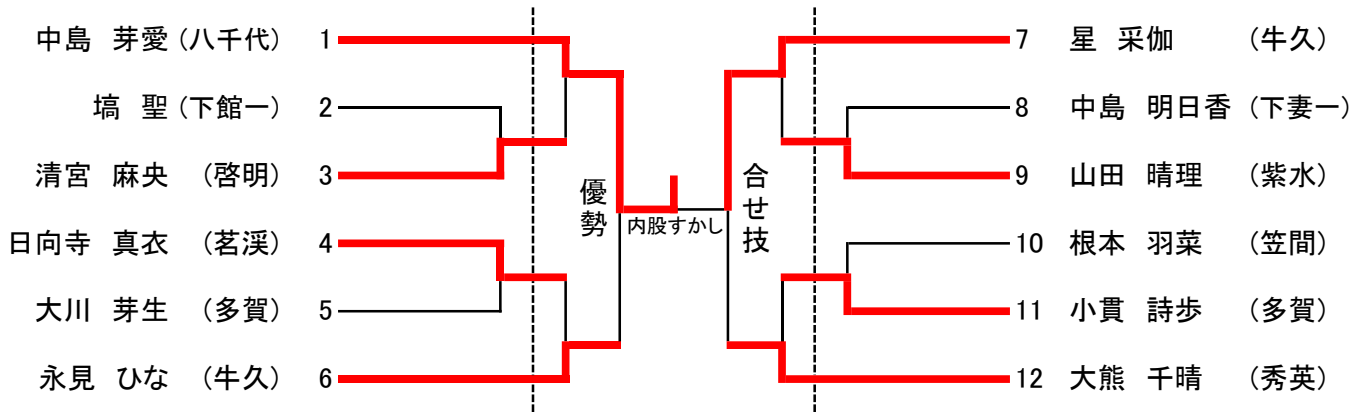 中島 芽愛 (八千代) 1
塙 聖 (下館一) 2
清宮 麻央 (啓明) 3
日向寺 真衣 (茗渓) 4
大川 芽生 (多賀) 5
永見 ひな (牛久) 6
優勢
内股すかし
合せ技
7 星 采伽 (牛久)
8 中島 明日香 (下妻一)
9 山田 晴理 (紫水)
10 根本 羽菜 (笠間)
11 小貫 詩歩 (多賀)
12 大熊 千晴 (秀英)